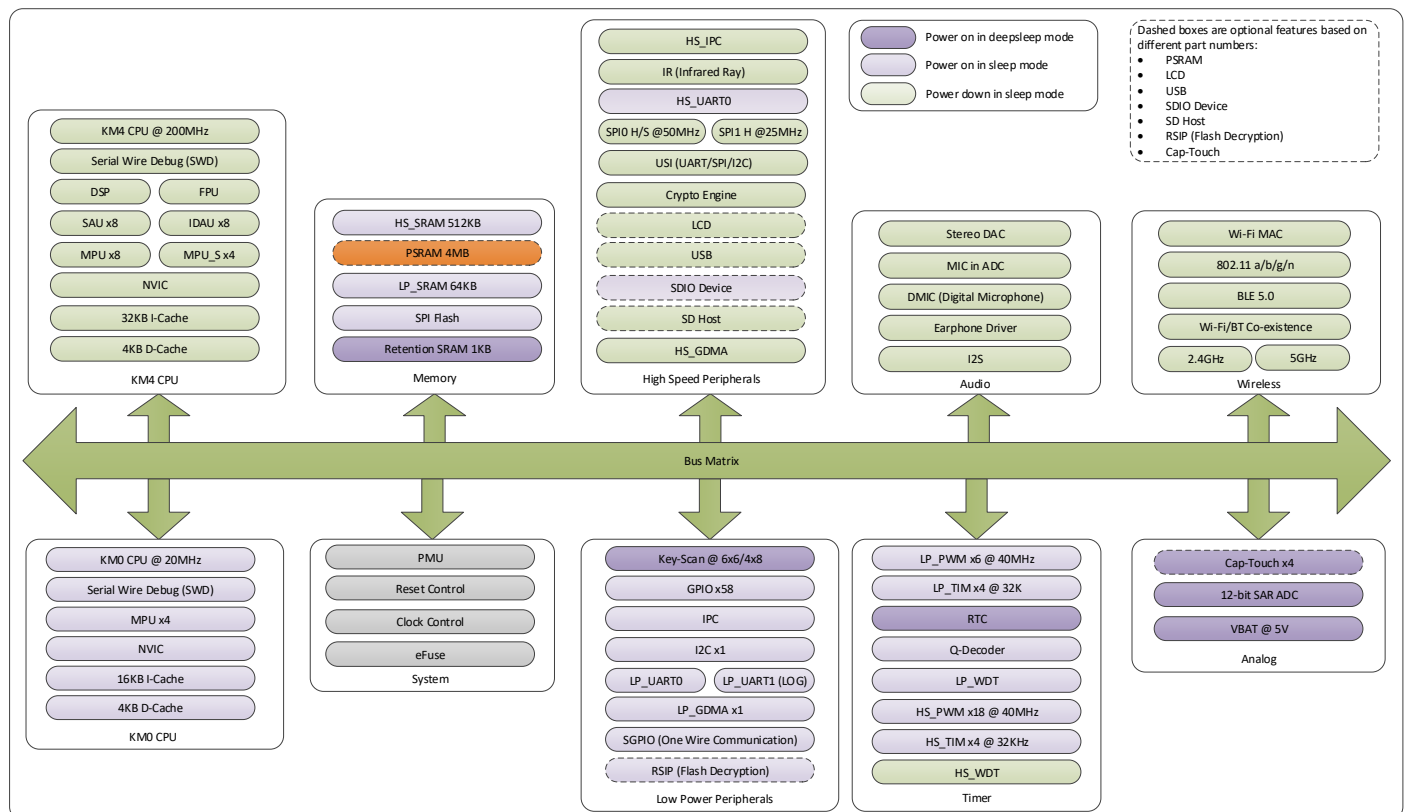 HS_IPC
IR (Infrared Ray)
HS_UART0
SPI0 H/S @50MHz
SPI1 H @25MHz
USI (UART/SPI/I2C)
Crypto Engine
LCD
USB
SDIO Device
SD Host
HS_GDMA
High Speed Peripherals
Power on in deepsleep mode
Power on in sleep mode
Power down in sleep mode
Dashed boxes are optional features based on
different part numbers:
• PSRAM
• LCD
• USB
• SDIO Device
• SD Host
• RSIP (Flash Decryption)
• Cap-Touch
KM4 CPU @ 200MHz
Serial Wire Debug (SWD)
DSP
FPU
SAU x8
IDAU x8
MPU x8
MPU_S x4
NVIC
32KB I-Cache
4KB D-Cache
KM4 CPU
HS_SRAM 512KB
PSRAM 4MB
LP_SRAM 64KB
SPI Flash
Retention SRAM 1KB
Memory
Stereo DAC
MIC in ADC
DMIC (Digital Microphone)
Earphone Driver
I2S
Audio
Wi-Fi MAC
802.11 a/b/g/n
BLE 5.0
Wi-Fi/BT Co-existence
2.4GHz
5GHz
Wireless
Bus Matrix
KM0 CPU @ 20MHz
Serial Wire Debug (SWD)
MPU x4
NVIC
16KB I-Cache
4KB D-Cache
KM0 CPU
PMU
Reset Control
Clock Control
eFuse
System
Key-Scan @ 6x6/4x8
GPIO x58
IPC
I2C x1
LP_UART0
LP_UART1 (LOG)
LP_GDMA x1
SGPIO (One Wire Communication)
RSIP (Flash Decryption)
Low Power Peripherals
LP_PWM x6 @ 40MHz
LP_TIM x4 @ 32K
RTC
Q-Decoder
LP_WDT
HS_PWM x18 @ 40MHz
HS_TIM x4 @ 32KHz
HS_WDT
Timer
Cap-Touch x4
12-bit SAR ADC
VBAT @ 5V
Analog